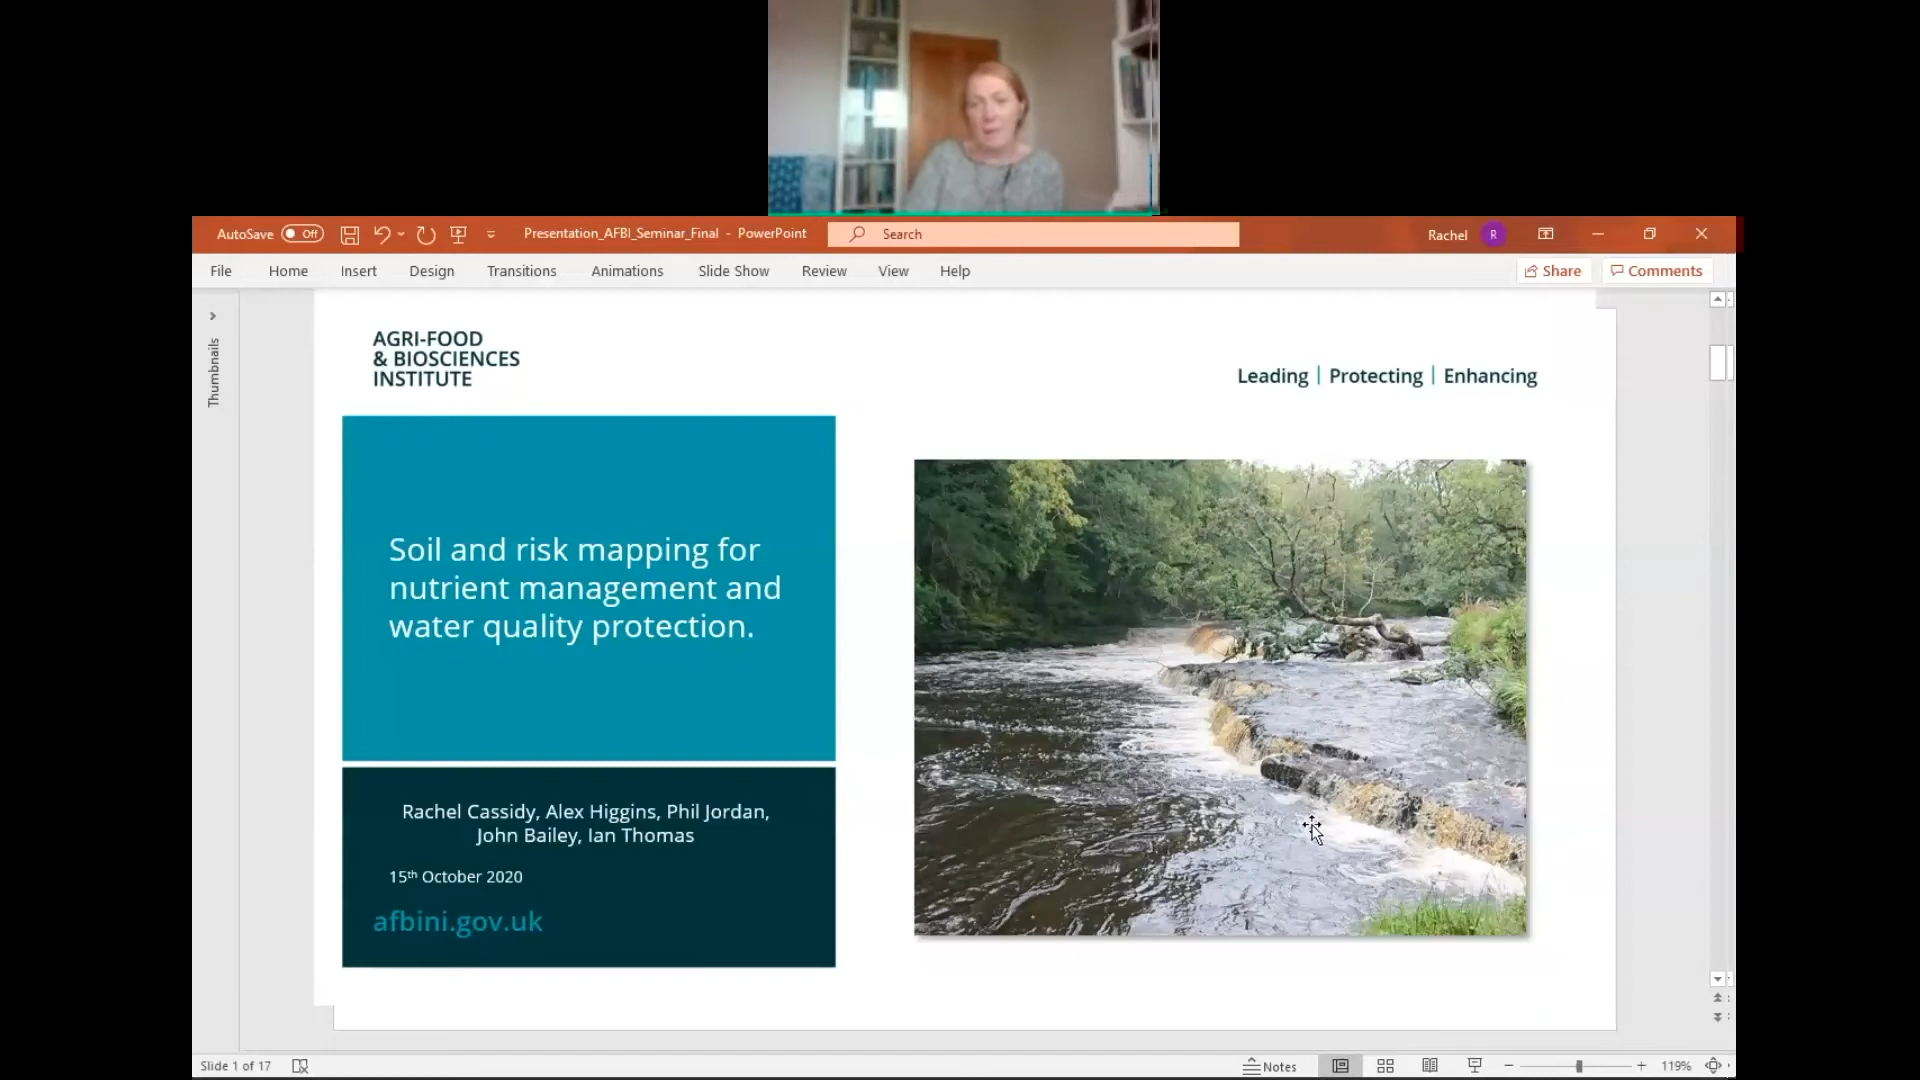 AutoSave Off Presentation_AFBI_Seminar_Final - PowerPoint Search Rachel R
File Home Insert Design Transitions Animations Slide Show Review View Help Share Comments
Thumbnails
AGRI-FOOD
& BIOSCIENCES
INSTITUTE
Leading | Protecting | Enhancing
Soil and risk mapping for
nutrient management and
water quality protection.
Rachel Cassidy, Alex Higgins, Phil Jordan,
John Bailey, Ian Thomas
15th October 2020
afbini.gov.uk
Slide 1 of 17 Notes 119%